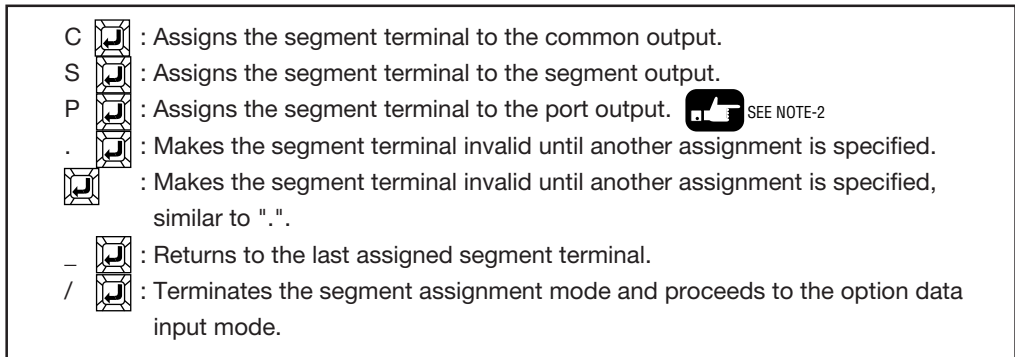 C ↵ : Assigns the segment terminal to the common output.
S ↵ : Assigns the segment terminal to the segment output.
P ↵ : Assigns the segment terminal to the port output. SEE NOTE-2
. ↵ : Makes the segment terminal invalid until another assignment is specified.
↵ : Makes the segment terminal invalid until another assignment is specified,
similar to ".".
_ ↵ : Returns to the last assigned segment terminal.
/ ↵ : Terminates the segment assignment mode and proceeds to the option data
input mode.